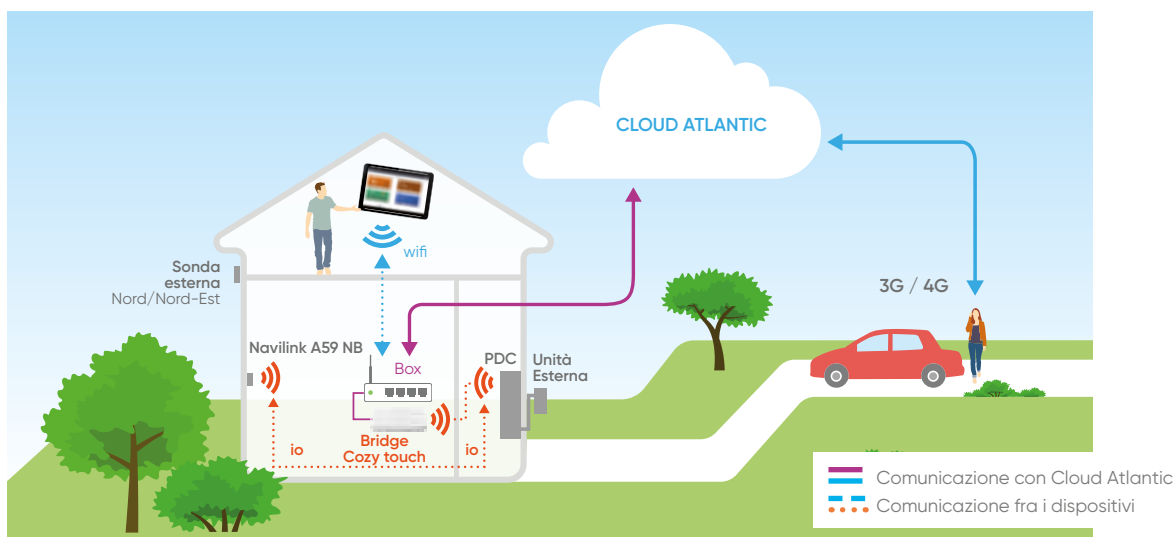 CLOUD ATLANTIC
wifi
Sonda
esterna
Nord/Nord-Est
3G / 4G
Navilink A59 NB
Box
PDC
Unità
Esterna
io
Bridge
Cozy touch
io
Comunicazione con Cloud Atlantic
Comunicazione fra i dispositivi